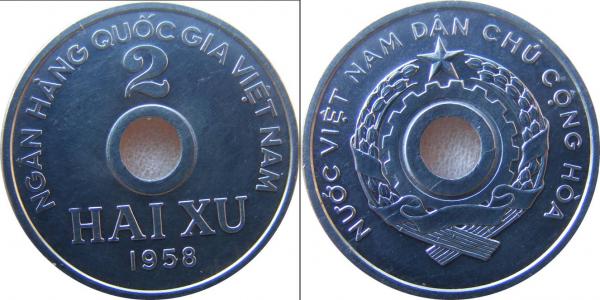 NGÂN HÀNG QUỐC GIA VIỆT NAM
2
HAI XU
1958
NƯỚC VIỆT NAM DÂN CHỦ CỘNG HÒA